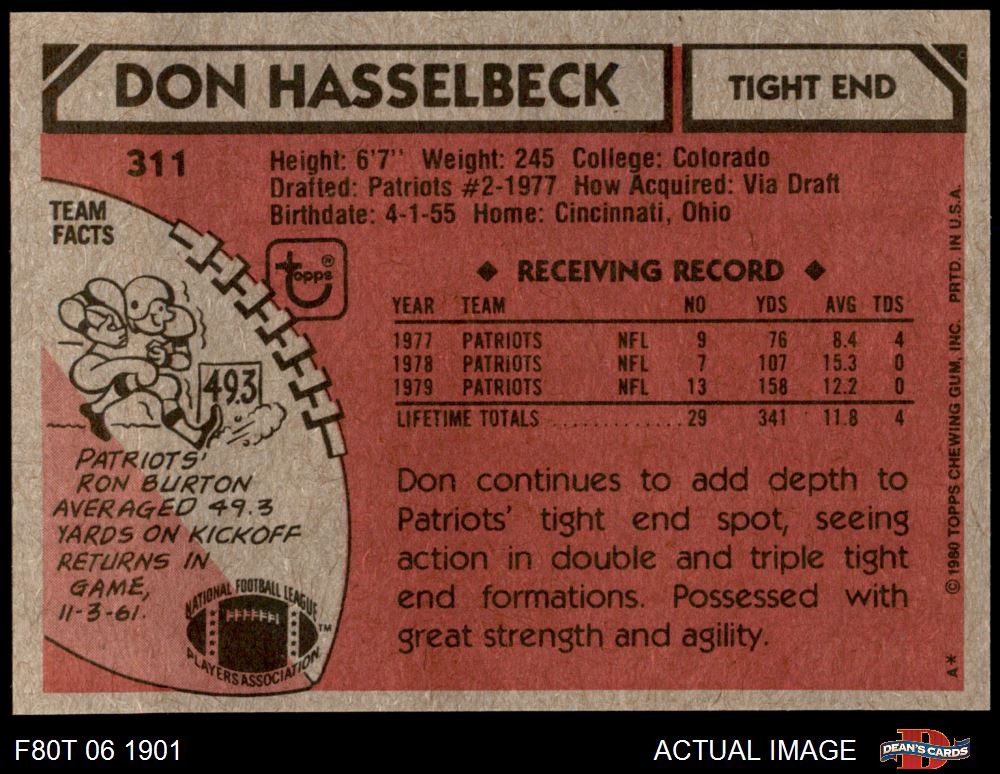 DON HASSELBECK
TIGHT END
311
Height: 6'7" Weight: 245 College: Colorado
Drafted: Patriots #2-1977 How Acquired: Via Draft
Birthdate: 4-1-55 Home: Cincinnati, Ohio
TEAM
FACTS
topps®
49.3
PATRIOTS'
RON BURTON
AVERAGED 49.3
YARDS ON KICKOFF
RETURNS IN
GAME,
11-3-61.
NATIONAL FOOTBALL LEAGUE
PLAYERS ASSOCIATION
TM
◆ RECEIVING RECORD ◆
YEAR TEAM NO YDS AVG TDS
1977 PATRIOTS NFL 9 76 8.4 4
1978 PATRIOTS NFL 7 107 15.3 0
1979 PATRIOTS NFL 13 158 12.2 0
LIFETIME TOTALS ............ 29 341 11.8 4
Don continues to add depth to
Patriots' tight end spot, seeing
action in double and triple tight
end formations. Possessed with
great strength and agility.
A* © 1980 TOPPS CHEWING GUM, INC. PRTD. IN U.S.A.
F80T 06 1901
ACTUAL IMAGE
D
DEAN'S CARDS